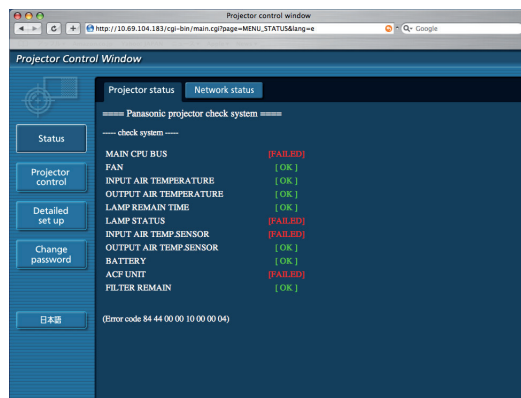 Projector control window
http://10.69.104.183/cgi-bin/main.cgi?page=MENU_STATUS&lang=e
Google
Projector Control Window
Projector status
Network status
==== Panasonic projector check system ====
----- check system -----
Status
MAIN CPU BUS [FAILED]
FAN [ OK ]
INPUT AIR TEMPERATURE [ OK ]
OUTPUT AIR TEMPERATURE [ OK ]
LAMP REMAIN TIME [ OK ]
LAMP STATUS [FAILED]
INPUT AIR TEMP.SENSOR [FAILED]
OUTPUT AIR TEMP.SENSOR [ OK ]
BATTERY [ OK ]
ACF UNIT [FAILED]
FILTER REMAIN [ OK ]
Projector
control
Detailed
set up
Change
password
日本語
(Error code 84 44 00 00 10 00 00 04)